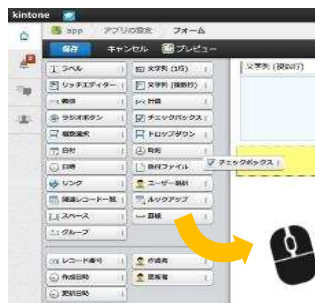 kintone
app アプリの設定 フォーム
保存 キャンセル プレビュー
ラベル 文字列 (1行) 文字列 (複数行)
リッチエディター 文字列 (複数行)
数値 計算
ラジオボタン チェックボックス
複数選択 ドロップダウン
日付 時刻
日時 添付ファイル チェックボックス
リンク ユーザー選択
関連レコード一覧 ルックアップ
スペース 罫線
グループ
レコード番号 作成者
作成日時 更新者
更新日時